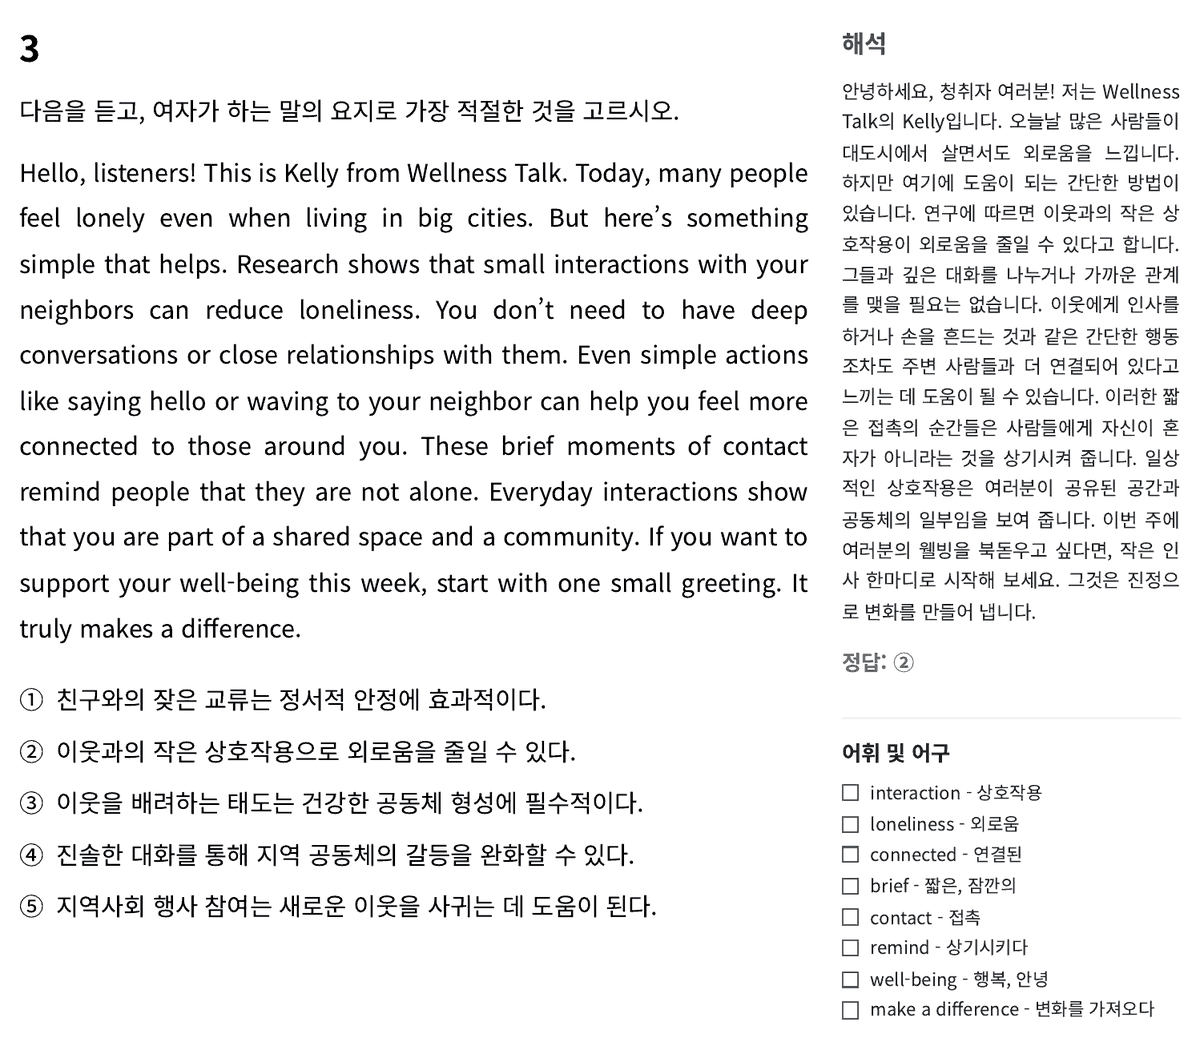 3
다음을 듣고, 여자가 하는 말의 요지로 가장 적절한 것을 고르시오.
Hello, listeners! This is Kelly from Wellness Talk. Today, many people
feel lonely even when living in big cities. But here’s something
simple that helps. Research shows that small interactions with your
neighbors can reduce loneliness. You don’t need to have deep
conversations or close relationships with them. Even simple actions
like saying hello or waving to your neighbor can help you feel more
connected to those around you. These brief moments of contact
remind people that they are not alone. Everyday interactions show
that you are part of a shared space and a community. If you want to
support your well-being this week, start with one small greeting. It
truly makes a difference.
① 친구와의 잦은 교류는 정서적 안정에 효과적이다.
② 이웃과의 작은 상호작용으로 외로움을 줄일 수 있다.
③ 이웃을 배려하는 태도는 건강한 공동체 형성에 필수적이다.
④ 진솔한 대화를 통해 지역 공동체의 갈등을 완화할 수 있다.
⑤ 지역사회 행사 참여는 새로운 이웃을 사귀는 데 도움이 된다.
해석
안녕하세요, 청취자 여러분! 저는 Wellness
Talk의 Kelly입니다. 오늘날 많은 사람들이
대도시에서 살면서도 외로움을 느낍니다.
하지만 여기에 도움이 되는 간단한 방법이
있습니다. 연구에 따르면 이웃과의 작은 상
호작용이 외로움을 줄일 수 있다고 합니다.
그들과 깊은 대화를 나누거나 가까운 관계
를 맺을 필요는 없습니다. 이웃에게 인사를
하거나 손을 흔드는 것과 같은 간단한 행동
조차도 주변 사람들과 더 연결되어 있다고
느끼는 데 도움이 될 수 있습니다. 이러한 짧
은 접촉의 순간들은 사람들에게 자신이 혼
자가 아니라는 것을 상기시켜 줍니다. 일상
적인 상호작용은 여러분이 공유된 공간과
공동체의 일부임을 보여 줍니다. 이번 주에
여러분의 웰빙을 북돋우고 싶다면, 작은 인
사 한마디로 시작해 보세요. 그것은 진정으
로 변화를 만들어 냅니다.
정답: ②
어휘 및 어구
□ interaction - 상호작용
□ loneliness - 외로움
□ connected - 연결된
□ brief - 짧은, 잠깐의
□ contact - 접촉
□ remind - 상기시키다
□ well-being - 행복, 안녕
□ make a difference - 변화를 가져오다